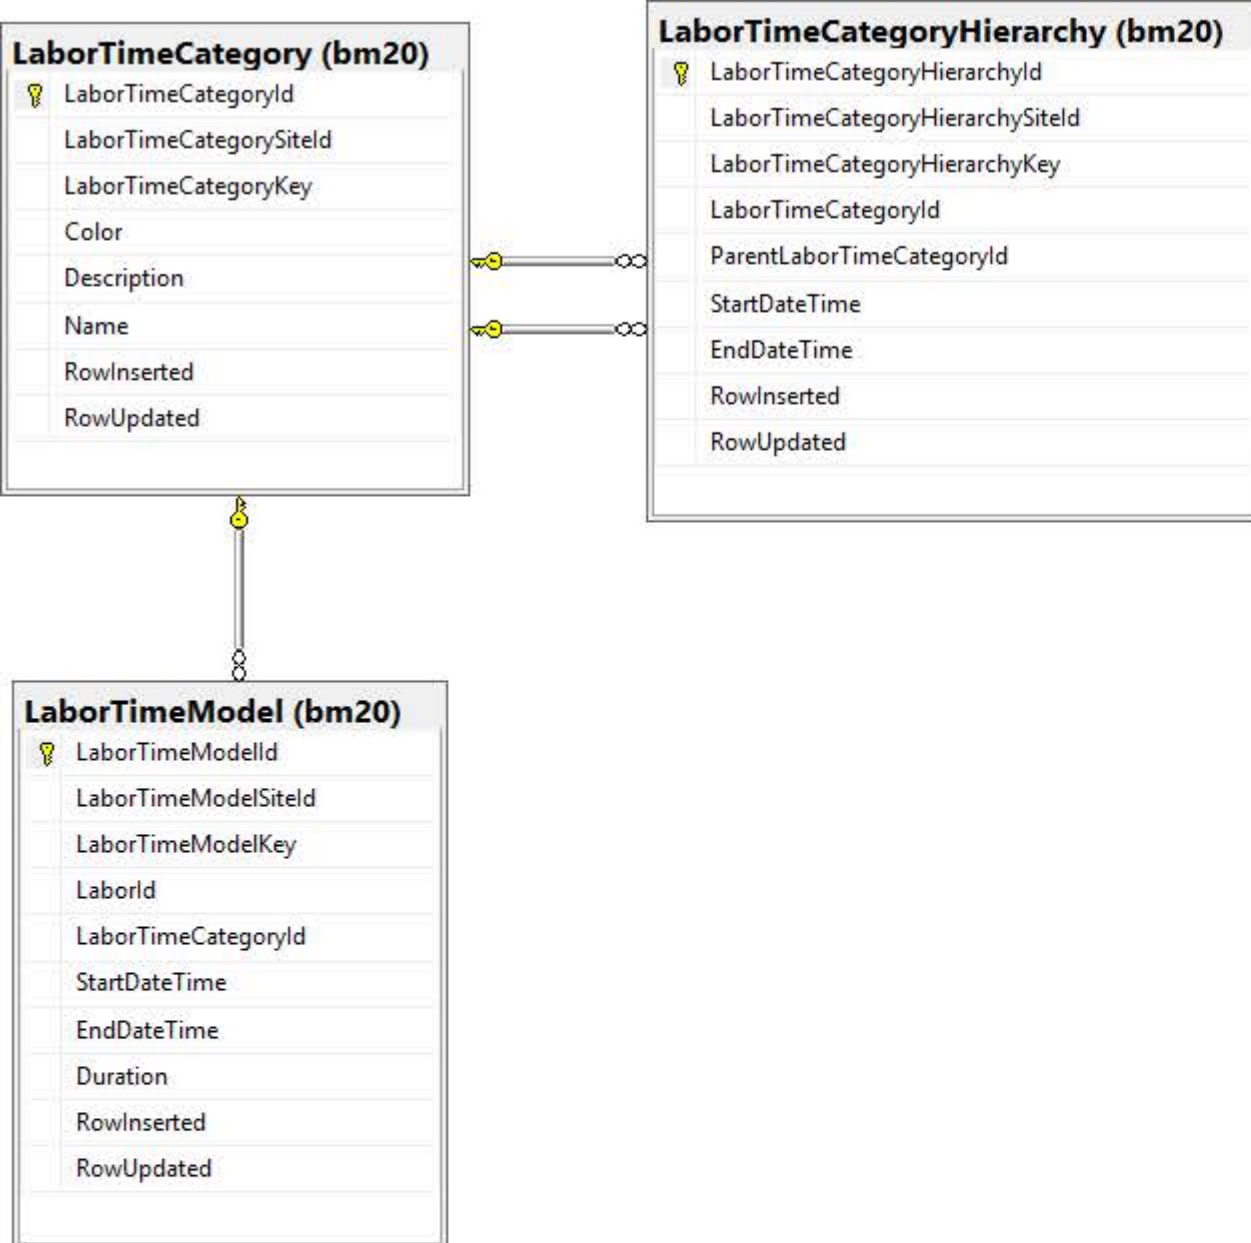 LaborTimeCategory (bm20)
LaborTimeCategoryId
LaborTimeCategorySiteId
LaborTimeCategoryKey
Color
Description
Name
RowInserted
RowUpdated
LaborTimeCategoryHierarchy (bm20)
LaborTimeCategoryHierarchyId
LaborTimeCategoryHierarchySiteId
LaborTimeCategoryHierarchyKey
LaborTimeCategoryId
ParentLaborTimeCategoryId
StartDateTime
EndDateTime
RowInserted
RowUpdated
LaborTimeModel (bm20)
LaborTimeModelId
LaborTimeModelSiteId
LaborTimeModelKey
LaborId
LaborTimeCategoryId
StartDateTime
EndDateTime
Duration
RowInserted
RowUpdated